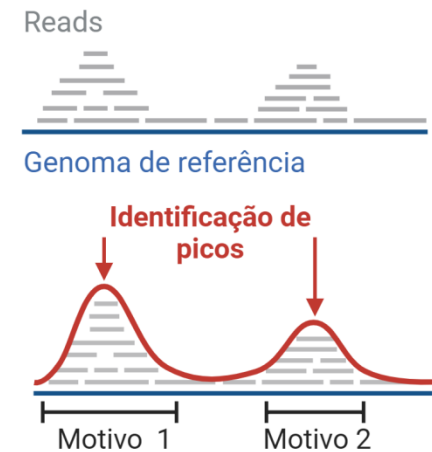 Reads
Genoma de referência
Identificação de
picos
Motivo 1
Motivo 2